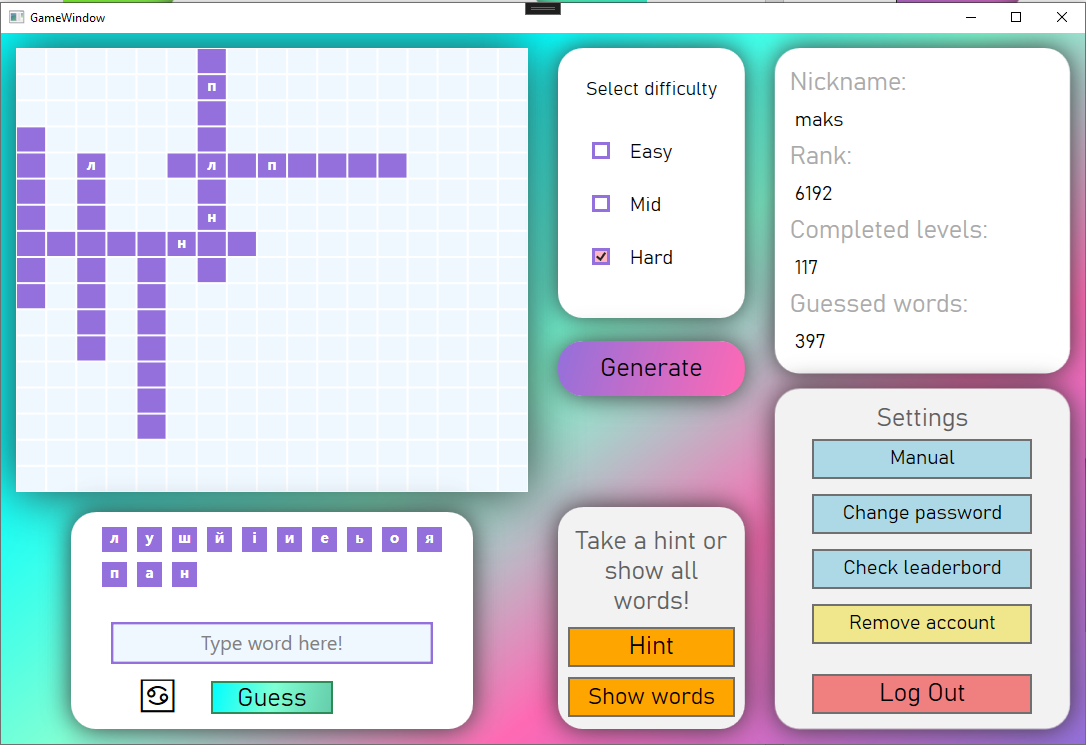 GameWindow
п
л л п
н
н
л у ш й і и е ь о я
п а н
Type word here!
Guess
Select difficulty
Easy
Mid
Hard
Generate
Take a hint or
show all
words!
Hint
Show words
Nickname:
maks
Rank:
6192
Completed levels:
117
Guessed words:
397
Settings
Manual
Change password
Check leaderbord
Remove account
Log Out